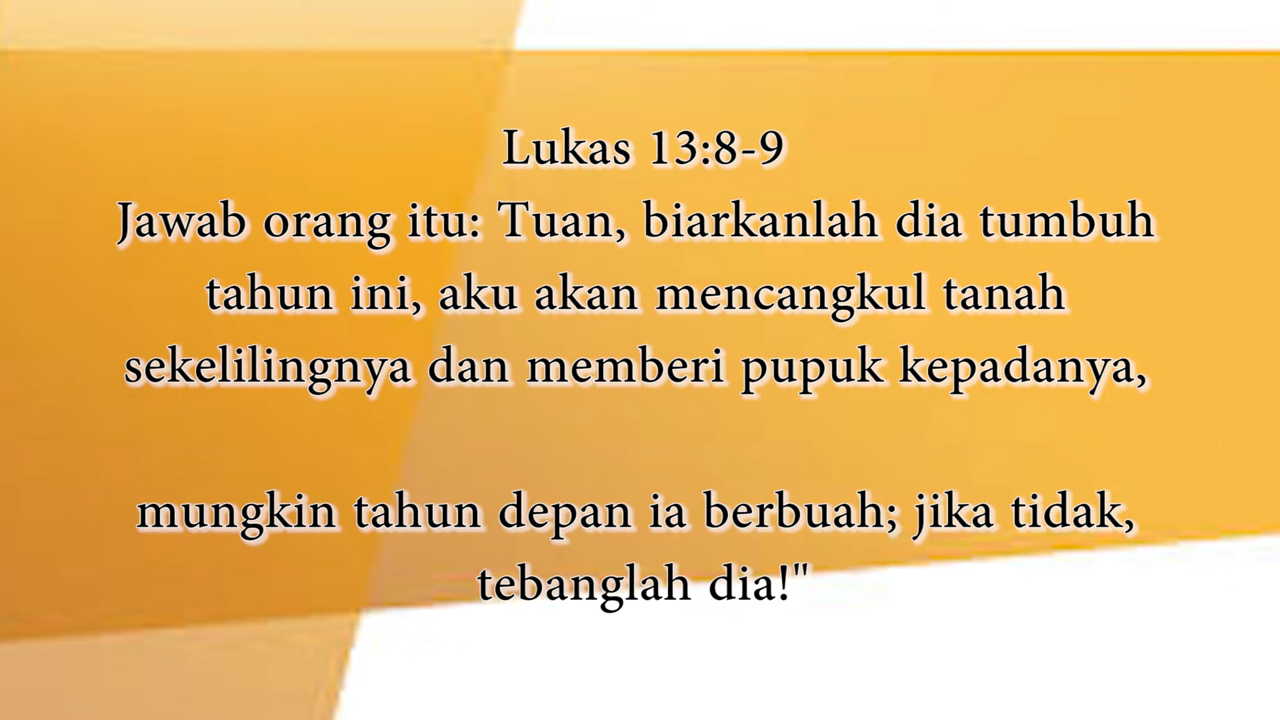 Lukas 13:8-9
Jawab orang itu: Tuan, biarkanlah dia tumbuh
tahun ini, aku akan mencangkul tanah
sekelilingnya dan memberi pupuk kepadanya,
mungkin tahun depan ia berbuah; jika tidak,
tebanglah dia!"